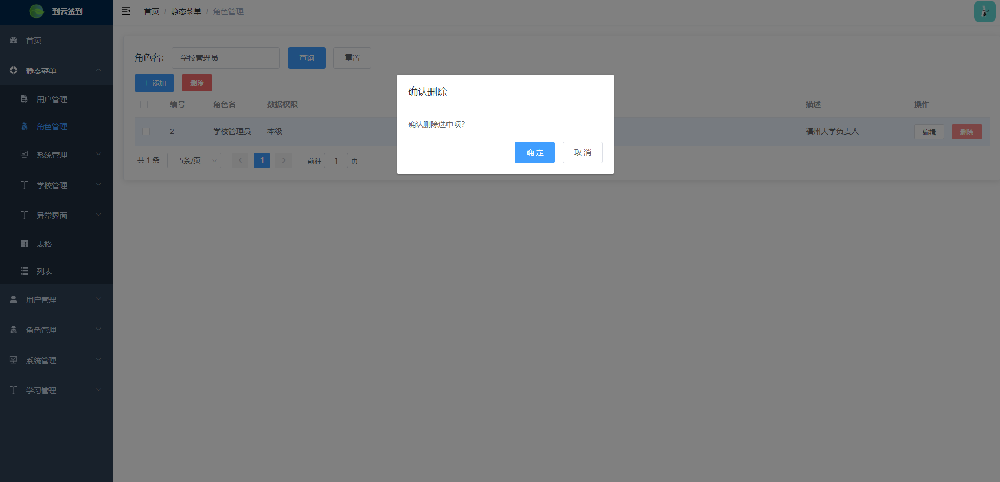 到云签到
首页 / 静态菜单 / 角色管理
首页
静态菜单
用户管理
角色管理
系统管理
学校管理
异常界面
表格
列表
用户管理
角色管理
系统管理
学习管理
角色名： 学校管理员 查询 重置
+ 添加 删除
编号 角色名 数据权限 描述 操作
2 学校管理员 本级 福州大学负责人 编辑 删除
共 1 条 5条/页 1 前往 1 页
确认删除
确认删除选中项?
确 定 取 消